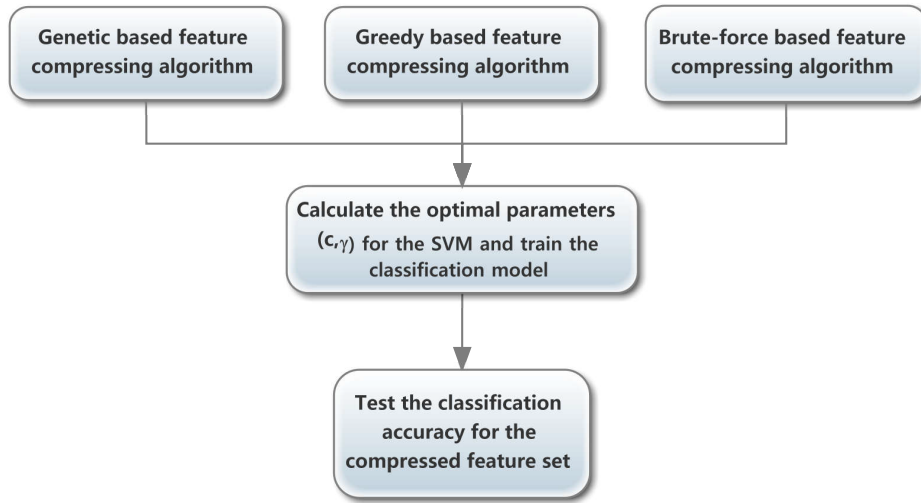 Genetic based feature
compressing algorithm
Greedy based feature
compressing algorithm
Brute-force based feature
compressing algorithm
Calculate the optimal parameters
(c,γ) for the SVM and train the
classification model
Test the classification
accuracy for the
compressed feature set